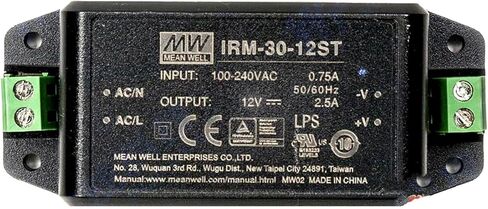 MW
MEAN WELL
IRM-30-12ST
INPUT: 100-240VAC 0.75A
50/60Hz
OUTPUT: 12V⎓ 2.5A
AC/N
AC/L
-V
+V
LPS
MEAN WELL ENTERPRISES CO.,LTD.
No. 28, Wuquan 3rd Rd., Wugu Dist., New Taipei City 24891, Taiwan
Manual:www.meanwell.com/manual.html MW02 MADE IN CHINA